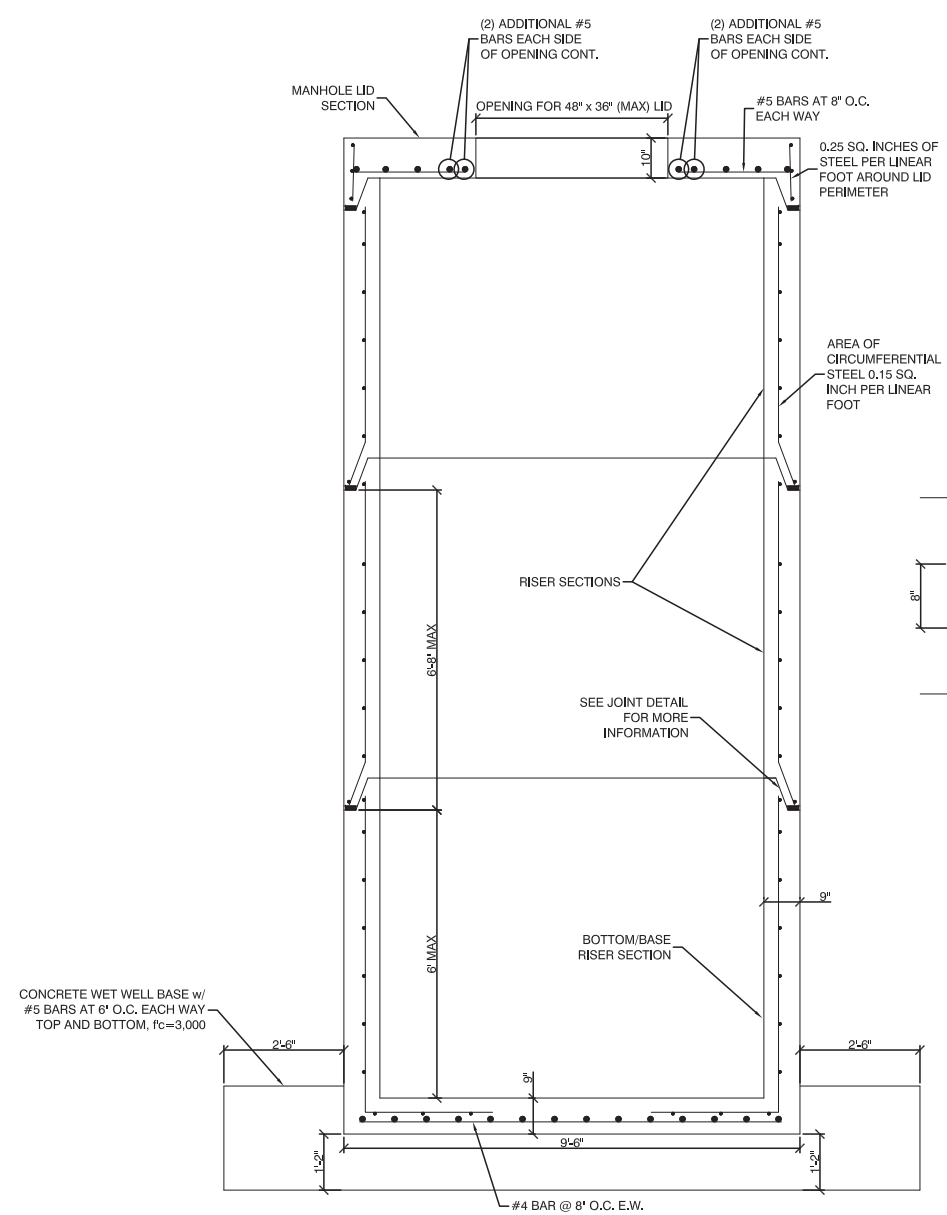 (2) ADDITIONAL #5
BARS EACH SIDE
OF OPENING CONT.
(2) ADDITIONAL #5
BARS EACH SIDE
OF OPENING CONT.
MANHOLE LID
SECTION
OPENING FOR 48" x 36" (MAX) LID
#5 BARS AT 8" O.C.
EACH WAY
10"
0.25 SQ. INCHES OF
STEEL PER LINEAR
FOOT AROUND LID
PERIMETER
AREA OF
CIRCUMFERENTIAL
STEEL 0.15 SQ.
INCH PER LINEAR
FOOT
RISER SECTIONS
8"
6'-8" MAX
SEE JOINT DETAIL
FOR MORE
INFORMATION
9"
6' MAX
BOTTOM/BASE
RISER SECTION
CONCRETE WET WELL BASE w/
#5 BARS AT 6" O.C. EACH WAY
TOP AND BOTTOM, f'c=3,000
2'-6"
2'-6"
9"
9'-6"
1'-2"
1'-2"
#4 BAR @ 8" O.C. E.W.